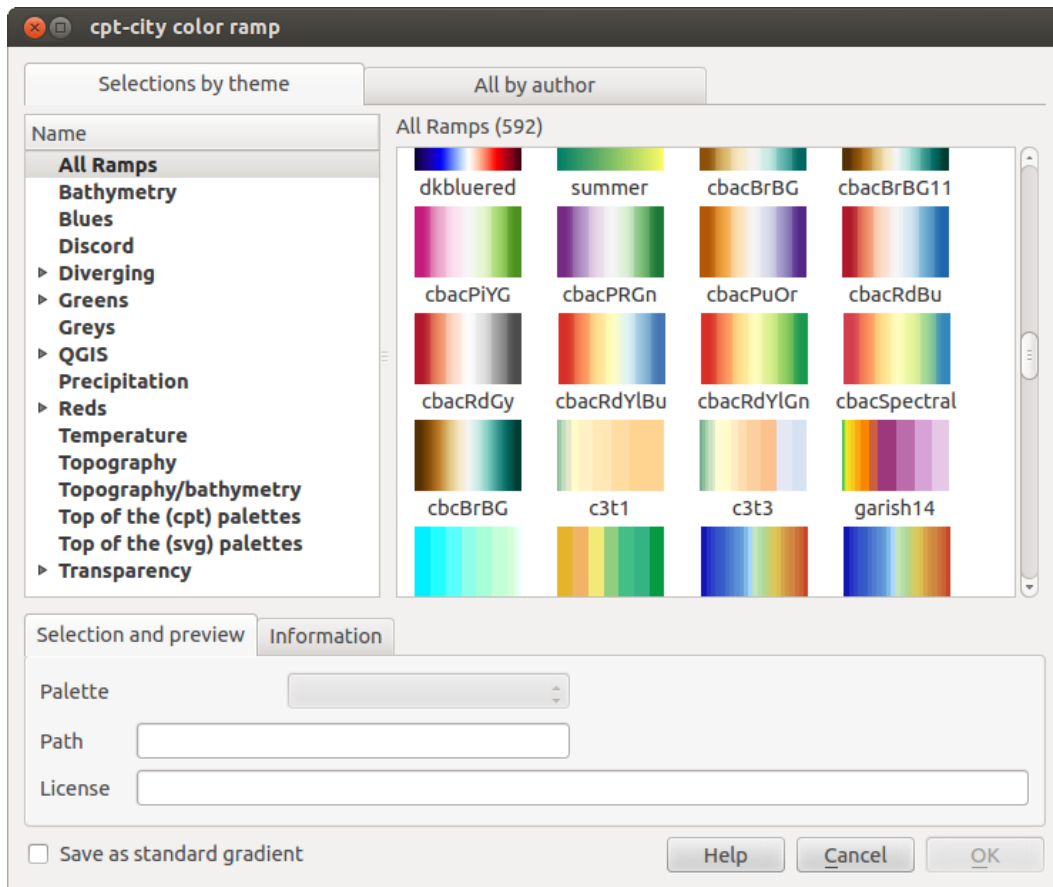 cpt-city color ramp
Selections by theme
All by author
Name
All Ramps
Bathymetry
Blues
Discord
Diverging
Greens
Greys
QGIS
Precipitation
Reds
Temperature
Topography
Topography/bathymetry
Top of the (cpt) palettes
Top of the (svg) palettes
Transparency
All Ramps (592)
dkbluered summer cbacBrBG cbacBrBG11
cbacPiYG cbacPRGn cbacPuOr cbacRdBu
cbacRdGy cbacRdYlBu cbacRdYlGn cbacSpectral
cbcBrBG c3t1 c3t3 garish14
Selection and preview
Information
Palette
Path
License
Save as standard gradient
Help
Cancel
OK